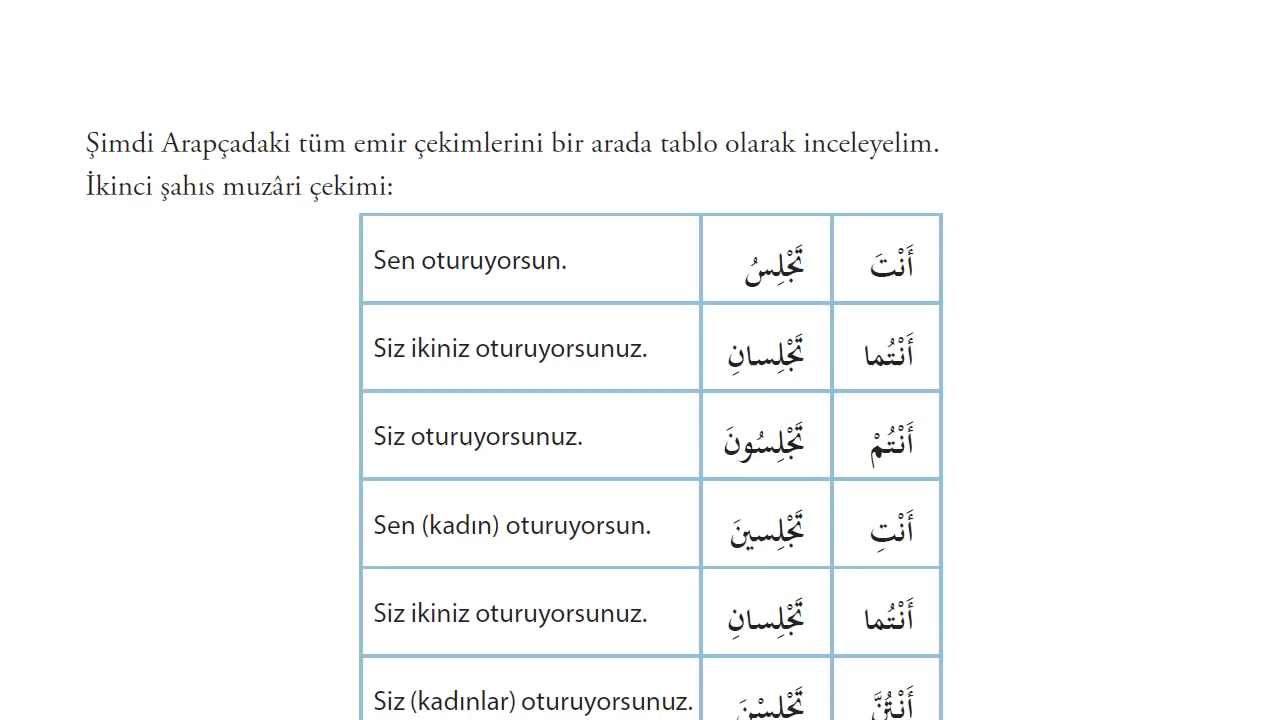 Şimdi Arapçadaki tüm emir çekimlerini bir arada tablo olarak inceleyelim.
İkinci şahıs muzâri çekimi:
Sen oturuyorsun. تَجْلِسُ أَنْتَ
Siz ikiniz oturuyorsunuz. تَجْلِسانِ أَنْتُما
Siz oturuyorsunuz. تَجْلِسُونَ أَنْتُمْ
Sen (kadın) oturuyorsun. تَجْلِسينَ أَنْتِ
Siz ikiniz oturuyorsunuz. تَجْلِسانِ أَنْتُما
Siz (kadınlar) oturuyorsunuz. تَجْلِسْنَ أَنْتُنَّ